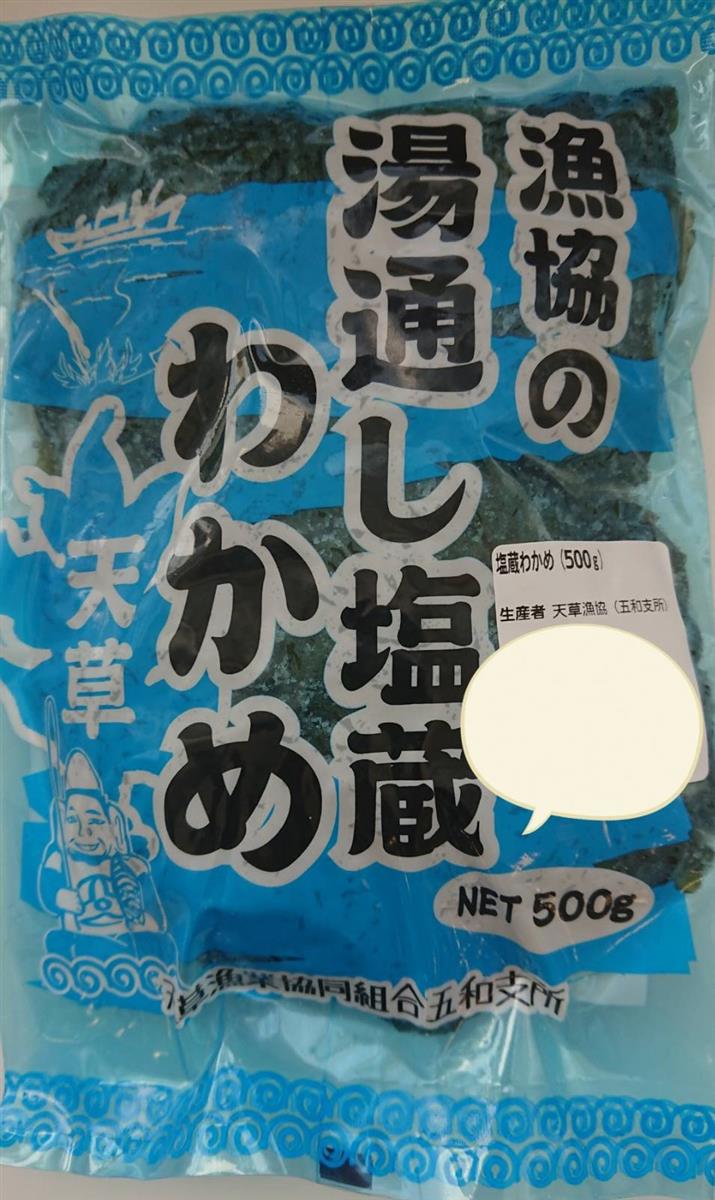 漁協の
湯通し塩蔵
わかめ
天草
塩蔵わかめ (500g)
生産者 天草漁協 (五和支所)
NET 500g
草漁業協同組合五和支所